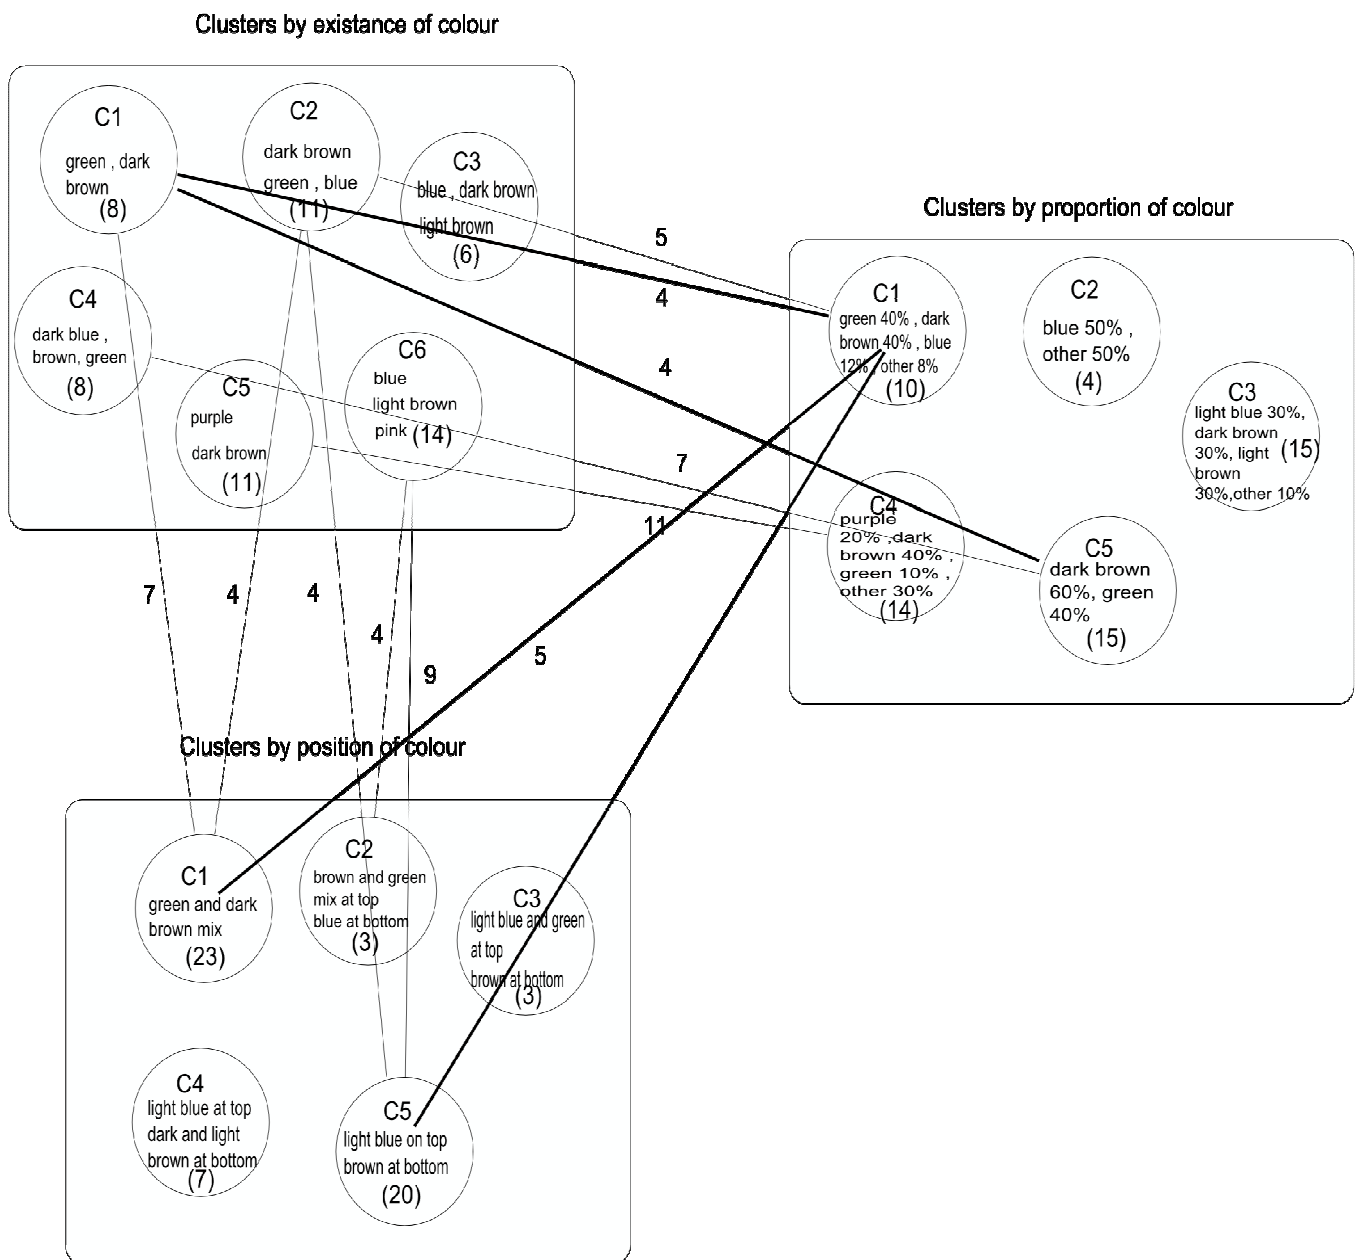 Clusters by existance of colour
C1
green , dark
brown
(8)
C2
dark brown
green , blue
(11)
C3
blue , dark brown
light brown
(6)
C4
dark blue ,
brown, green
(8)
C5
purple
dark brown
(11)
C6
blue
light brown
pink (14)
Clusters by proportion of colour
C1
green 40% , dark
brown 40% , blue
12% , other 8%
(10)
C2
blue 50% ,
other 50%
(4)
C3
light blue 30%,
dark brown
30%, light (15)
brown
30%,other 10%
C4
purple
20% ,dark
brown 40% ,
green 10% ,
other 30%
(14)
C5
dark brown
60%, green
40%
(15)
5
4
4
7
11
5
7
4
4
4
9
Clusters by position of colour
C1
green and dark
brown mix
(23)
C2
brown and green
mix at top
blue at bottom
(3)
C3
light blue and green
at top
brown at bottom
(3)
C4
light blue at top
dark and light
brown at bottom
(7)
C5
light blue on top
brown at bottom
(20)